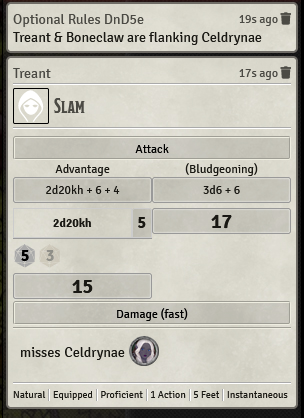 Optional Rules DnD5e 19s ago
Treant & Boneclaw are flanking Celdrynae
Treant 17s ago
Slam
Attack
Advantage (Bludgeoning)
2d20kh + 6 + 4 3d6 + 6
2d20kh 5 17
5 3
15
Damage (fast)
misses Celdrynae
Natural Equipped Proficient 1 Action 5 Feet Instantaneous